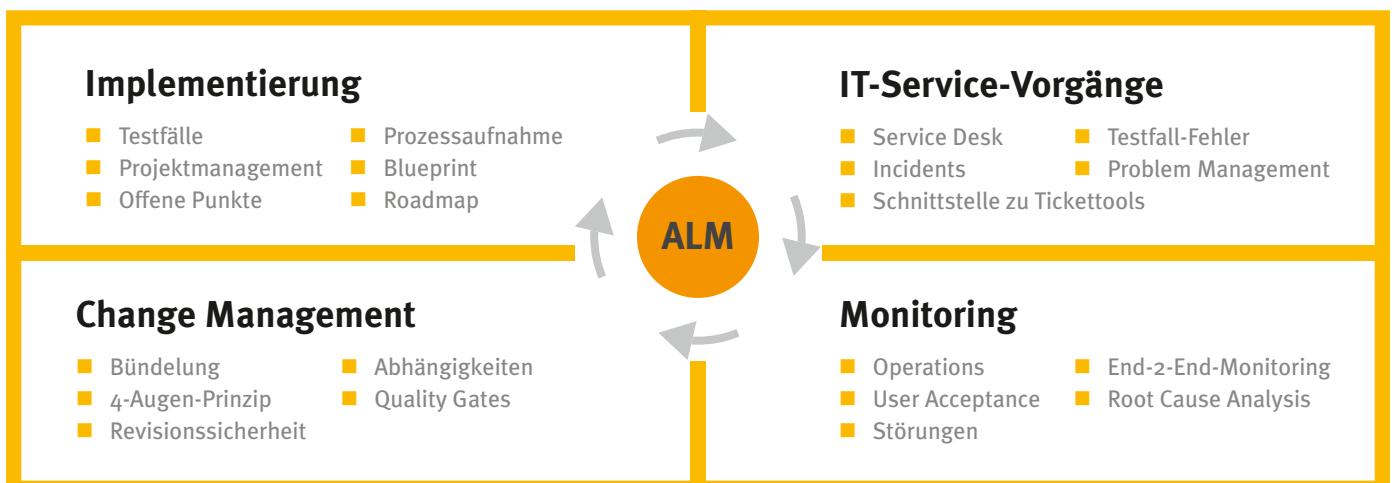 Implementierung
Testfälle
Projektmanagement
Offene Punkte
Prozessaufnahme
Blueprint
Roadmap
IT-Service-Vorgänge
Service Desk
Incidents
Schnittstelle zu Tickettools
Testfall-Fehler
Problem Management
ALM
Change Management
Bündelung
4-Augen-Prinzip
Revisionssicherheit
Abhängigkeiten
Quality Gates
Monitoring
Operations
User Acceptance
Störungen
End-2-End-Monitoring
Root Cause Analysis